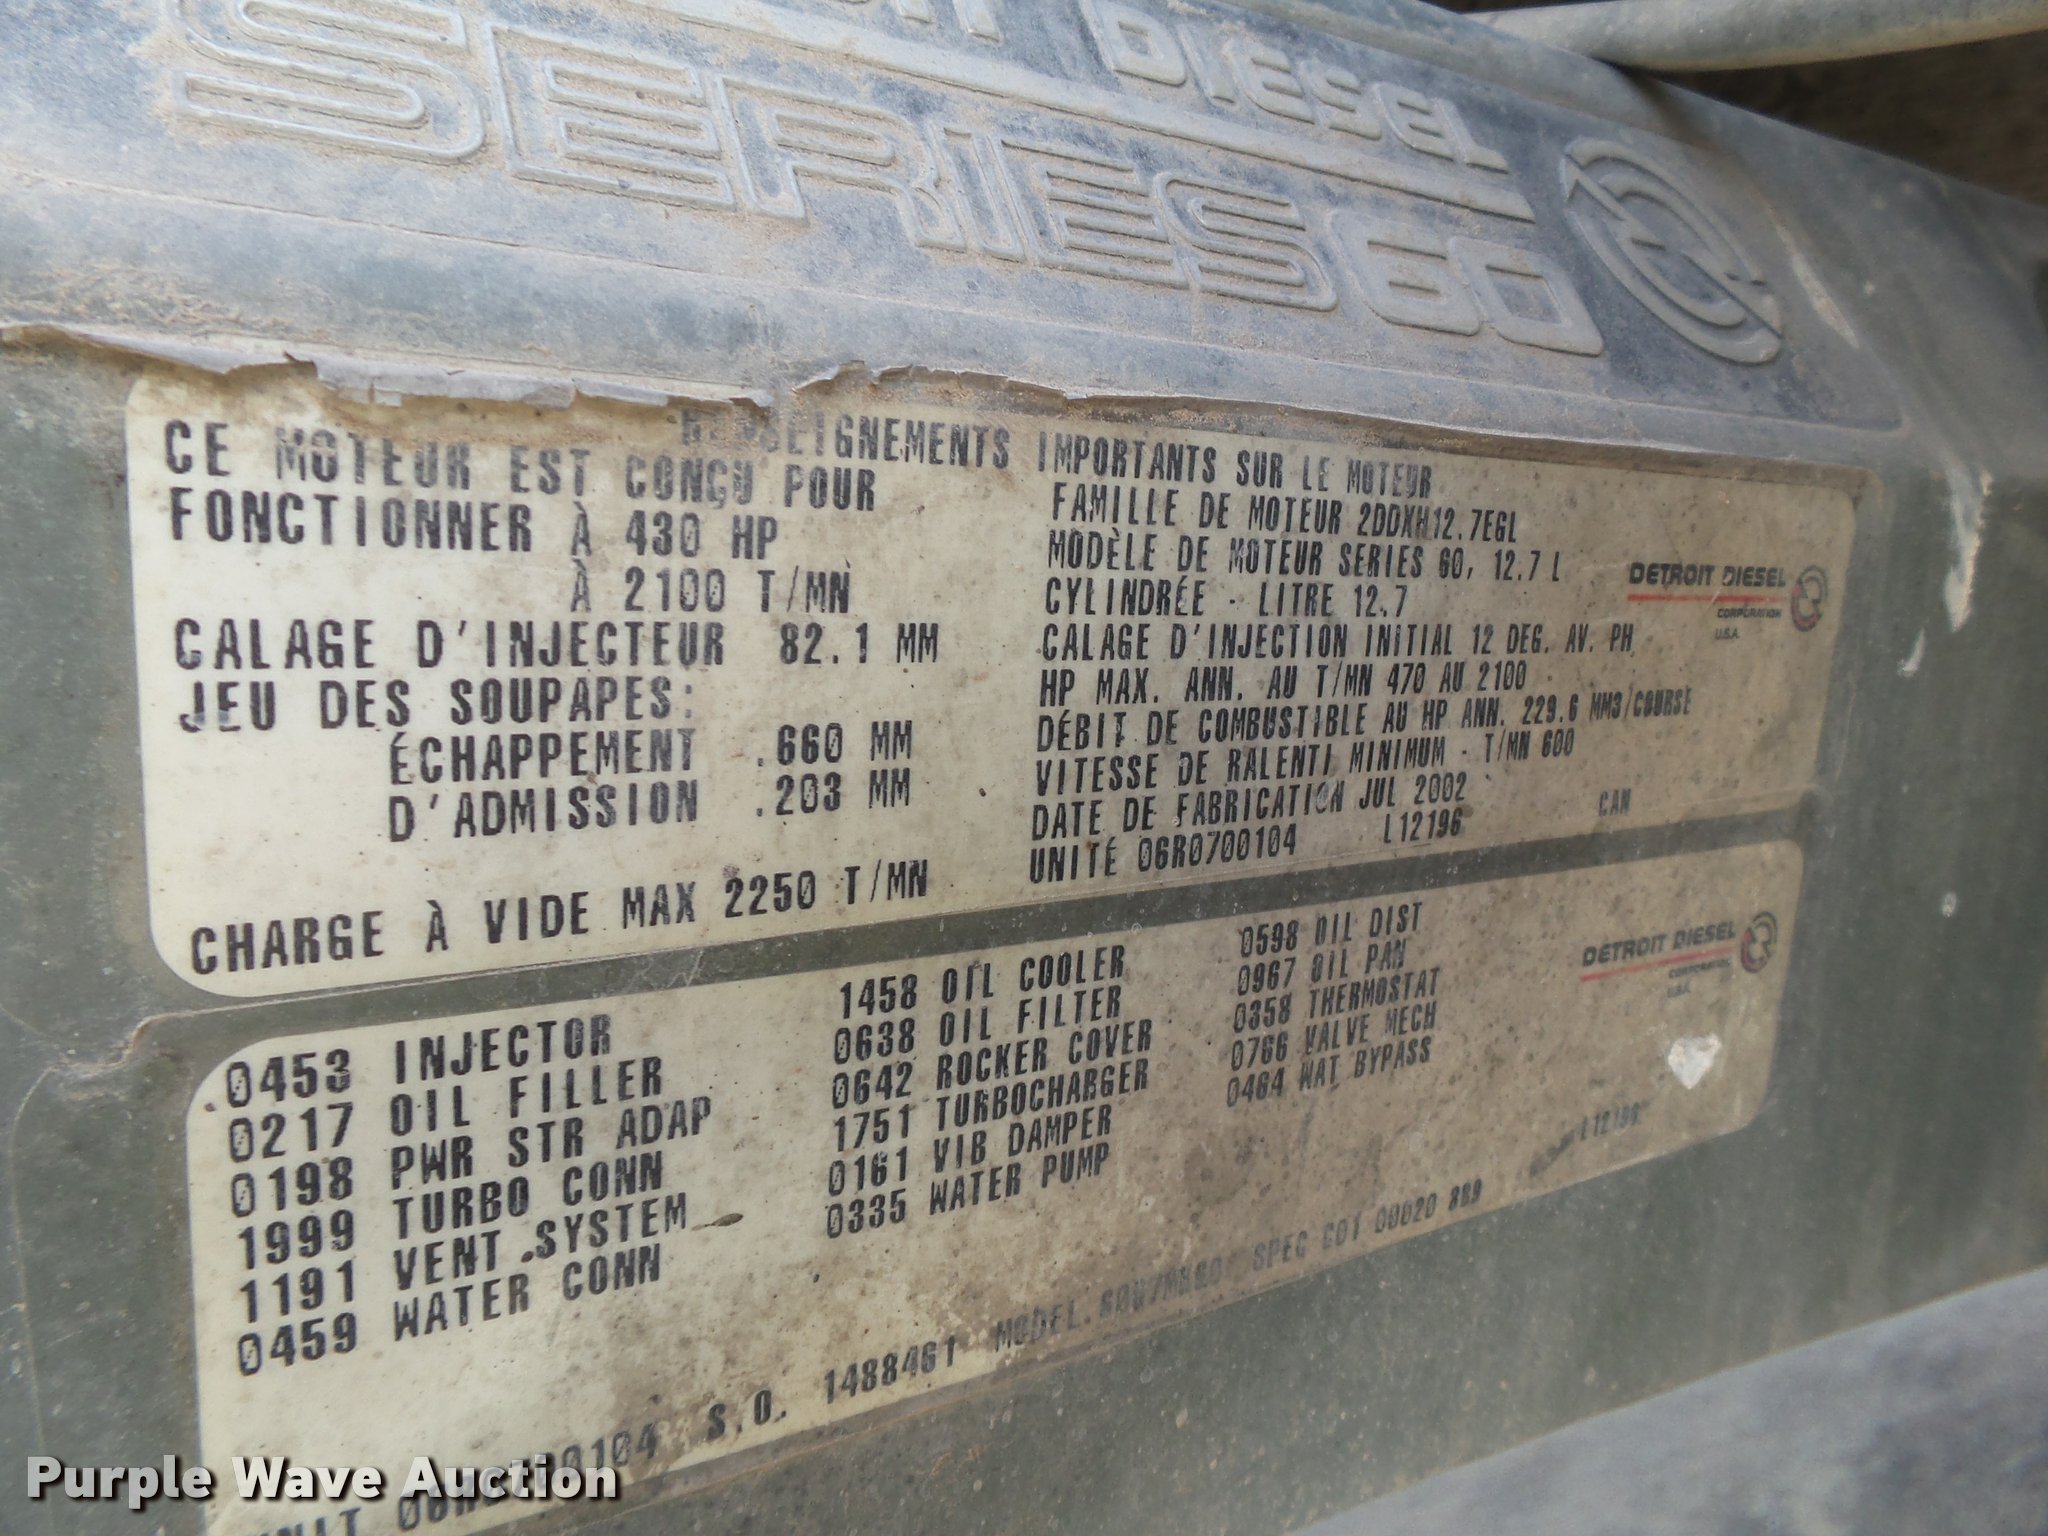 DIESEL
SERIES 60
RENSEIGNEMENTS IMPORTANTS SUR LE MOTEUR
CE MOTEUR EST CONÇU POUR
FONCTIONNER À 430 HP
À 2100 T/MN
CALAGE D'INJECTEUR 82.1 MM
JEU DES SOUPAPES:
ÉCHAPPEMENT .660 MM
D'ADMISSION .203 MM
CHARGE À VIDE MAX 2250 T/MN
FAMILLE DE MOTEUR 2DDXH12.7EGL
MODÈLE DE MOTEUR SERIES 60, 12.7 L
CYLINDRÉE - LITRE 12.7
CALAGE D'INJECTION INITIAL 12 DEG. AV. PH
HP MAX. ANN. AU T/MN 470 AU 2100
DÉBIT DE COMBUSTIBLE AU HP ANN. 229.6 MM3/COURSE
VITESSE DE RALENTI MINIMUM - T/MN 600
DATE DE FABRICATION JUL 2002
UNITÉ 06R0700104 L12196 CAN
DETROIT DIESEL
CORPORATION
U.S.A.
0453 INJECTOR
0217 OIL FILLER
0198 PWR STR ADAP
1999 TURBO CONN
1191 VENT SYSTEM
0459 WATER CONN
1458 OIL COOLER
0638 OIL FILTER
0642 ROCKER COVER
1751 TURBOCHARGER
0161 VIB DAMPER
0335 WATER PUMP
0598 OIL DIST
0967 OIL PAN
0358 THERMOSTAT
0766 VALVE MECH
0464 WAT BYPASS
DETROIT DIESEL
CORPORATION
U.S.A.
UNIT S.O. 1488461 MODEL. SPEC L12196
Purple Wave Auction